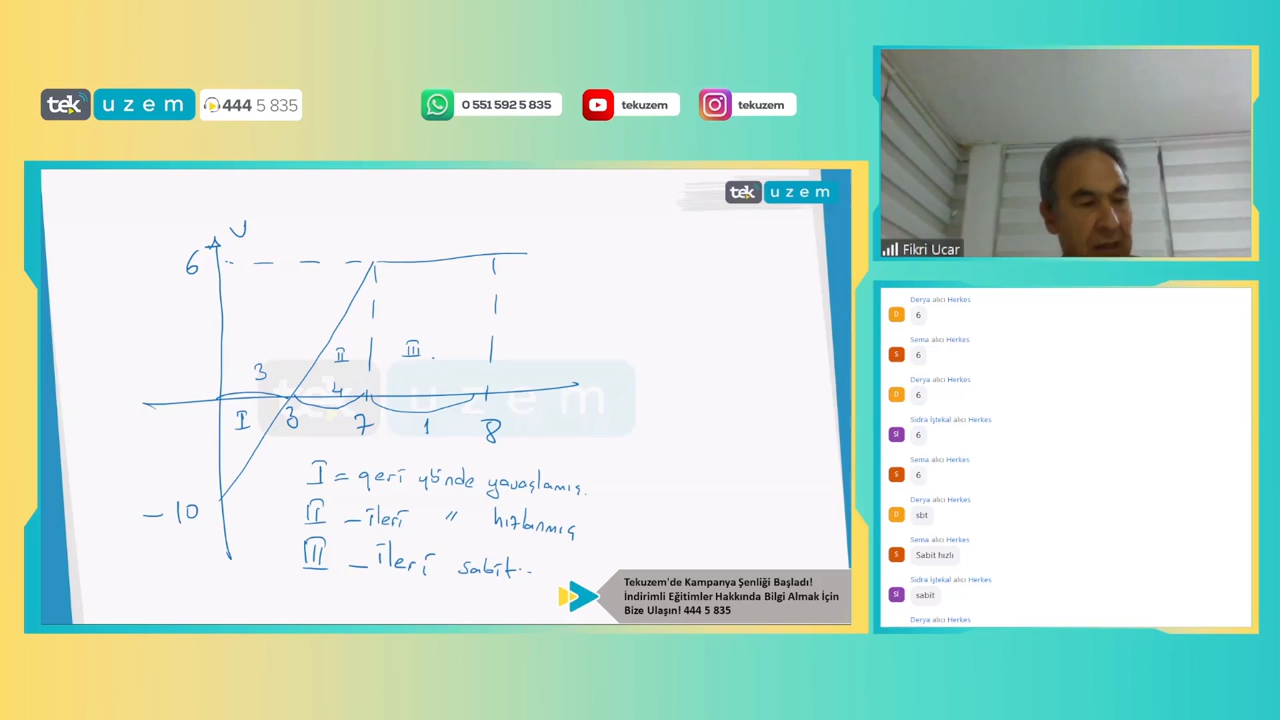 tek uzem 444 5 835
0 551 592 5 835
tekuzem
tekuzem
tek uzem
V
6
II
III
3
4
tek uzem
I
3
7
1
8
-10
I = geri yönde yavaşlamış.
II - ileri " hızlanmış
III - ileri sabit..
Tekuzem'de Kampanya Şenliği Başladı!
İndirimli Eğitimler Hakkında Bilgi Almak İçin
Bize Ulaşın! 444 5 835
Fikri Ucar
Derya alıcı Herkes
D 6
Sema alıcı Herkes
S 6
Derya alıcı Herkes
D 6
Sidra İştekal alıcı Herkes
Sİ 6
Sema alıcı Herkes
S 6
Derya alıcı Herkes
D sbt
Sema alıcı Herkes
S Sabit hızlı
Sidra İştekal alıcı Herkes
Sİ sabit
Derya alıcı Herkes